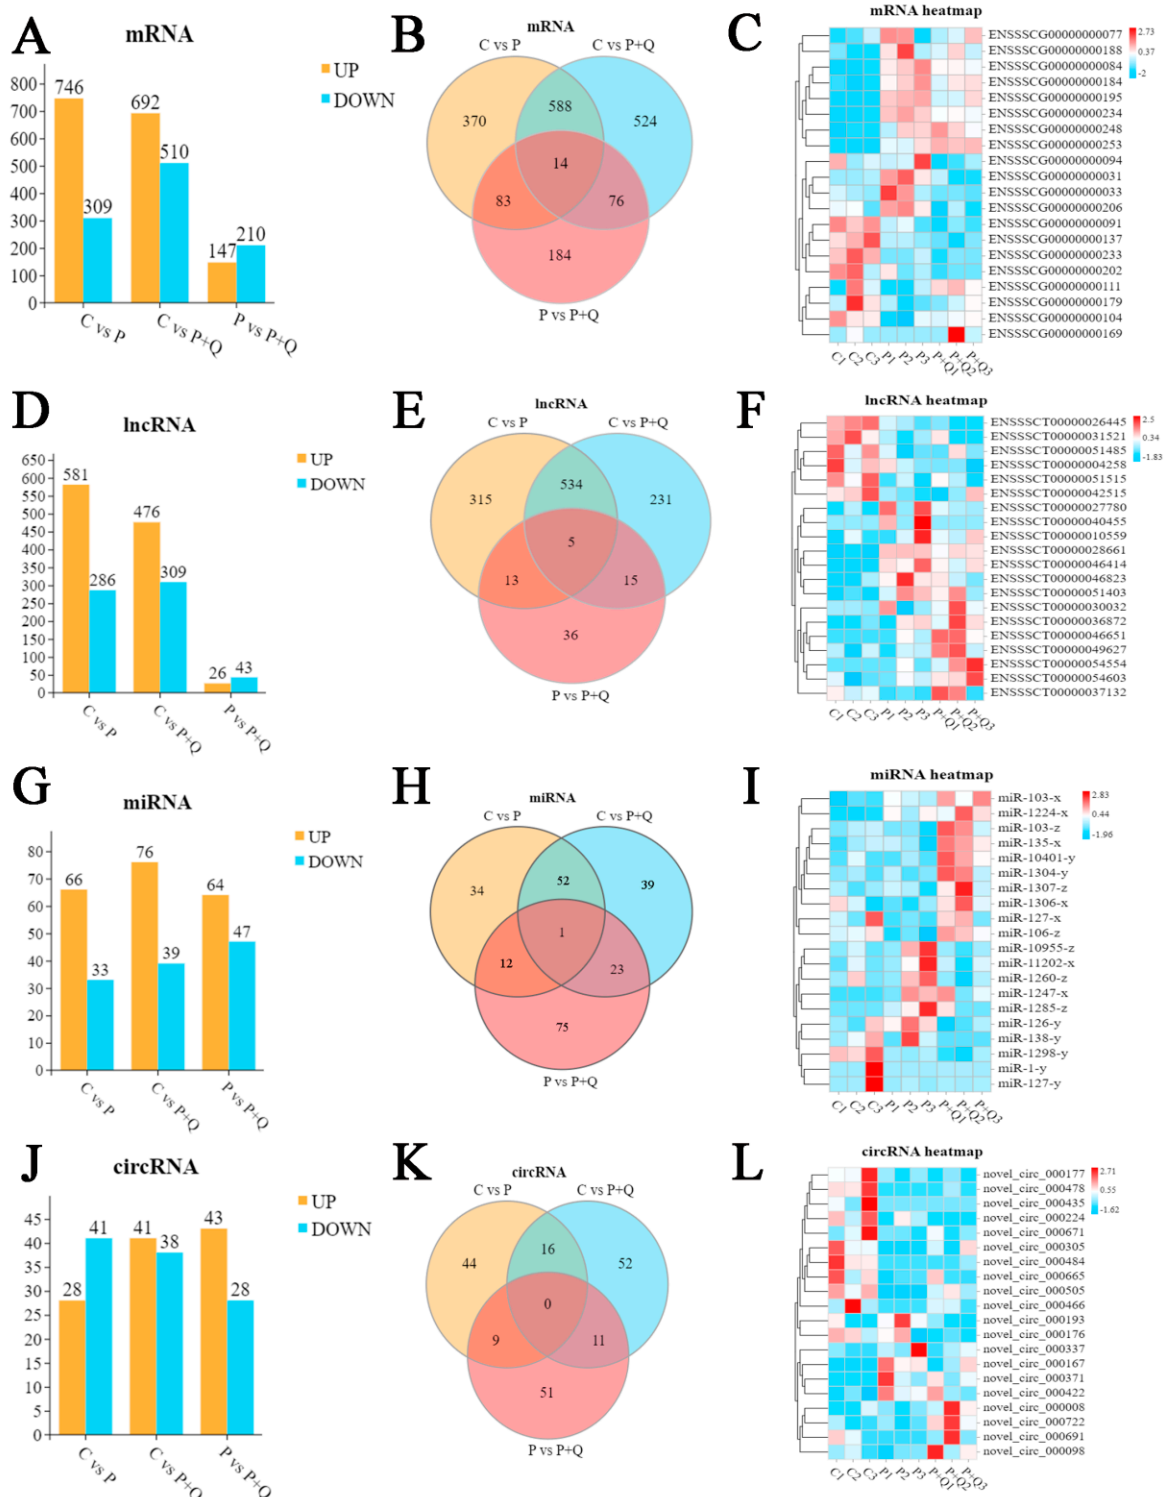 A
mRNA
UP
DOWN
800
700
600
500
400
300
200
100
0
746
309
692
510
147
210
C vs P
C vs P+Q
P vs P+Q
B
mRNA
C vs P
C vs P+Q
370
588
524
14
83
76
184
P vs P+Q
C
mRNA heatmap
2.73
0.37
-2
ENSSSCG00000000077
ENSSSCG00000000188
ENSSSCG00000000084
ENSSSCG00000000184
ENSSSCG00000000195
ENSSSCG00000000234
ENSSSCG00000000248
ENSSSCG00000000253
ENSSSCG00000000094
ENSSSCG00000000031
ENSSSCG00000000033
ENSSSCG00000000206
ENSSSCG00000000091
ENSSSCG00000000137
ENSSSCG00000000233
ENSSSCG00000000202
ENSSSCG00000000111
ENSSSCG00000000179
ENSSSCG00000000104
ENSSSCG00000000169
C1
C2
C3
P1
P2
P3
P+Q1
P+Q2
P+Q3
D
lncRNA
UP
DOWN
650
600
550
500
450
400
350
300
250
200
150
100
50
0
581
286
476
309
26
43
C vs P
C vs P+Q
P vs P+Q
E
lncRNA
C vs P
C vs P+Q
315
534
231
5
13
15
36
P vs P+Q
F
lncRNA heatmap
2.5
0.34
-1.83
ENSSSCT00000026445
ENSSSCT00000031521
ENSSSCT00000051485
ENSSSCT00000004258
ENSSSCT00000051515
ENSSSCT00000042515
ENSSSCT00000027780
ENSSSCT00000040455
ENSSSCT00000010559
ENSSSCT00000028661
ENSSSCT00000046414
ENSSSCT00000046823
ENSSSCT00000051403
ENSSSCT00000030032
ENSSSCT00000036872
ENSSSCT00000046651
ENSSSCT00000049627
ENSSSCT00000054554
ENSSSCT00000054603
ENSSSCT00000037132
C1
C2
C3
P1
P2
P3
P+Q1
P+Q2
P+Q3
G
miRNA
UP
DOWN
80
70
60
50
40
30
20
10
0
66
33
76
39
64
47
C vs P
C vs P+Q
P vs P+Q
H
miRNA
C vs P
C vs P+Q
34
52
39
1
12
23
75
P vs P+Q
I
miRNA heatmap
2.83
0.44
-1.96
miR-103-x
miR-1224-x
miR-103-z
miR-135-x
miR-10401-y
miR-1304-y
miR-1307-z
miR-1306-x
miR-127-x
miR-106-z
miR-10955-z
miR-11202-x
miR-1260-z
miR-1247-x
miR-1285-z
miR-126-y
miR-138-y
miR-1298-y
miR-1-y
miR-127-y
C1
C2
C3
P1
P2
P3
P+Q1
P+Q2
P+Q3
J
circRNA
UP
DOWN
45
40
35
30
25
20
15
10
5
0
28
41
41
38
43
28
C vs P
C vs P+Q
P vs P+Q
K
circRNA
C vs P
C vs P+Q
44
16
52
0
9
11
51
P vs P+Q
L
circRNA heatmap
2.71
0.55
-1.62
novel_circ_000177
novel_circ_000478
novel_circ_000435
novel_circ_000224
novel_circ_000671
novel_circ_000305
novel_circ_000484
novel_circ_000665
novel_circ_000505
novel_circ_000466
novel_circ_000193
novel_circ_000176
novel_circ_000337
novel_circ_000167
novel_circ_000371
novel_circ_000422
novel_circ_000008
novel_circ_000722
novel_circ_000691
novel_circ_000098
C1
C2
C3
P1
P2
P3
P+Q1
P+Q2
P+Q3